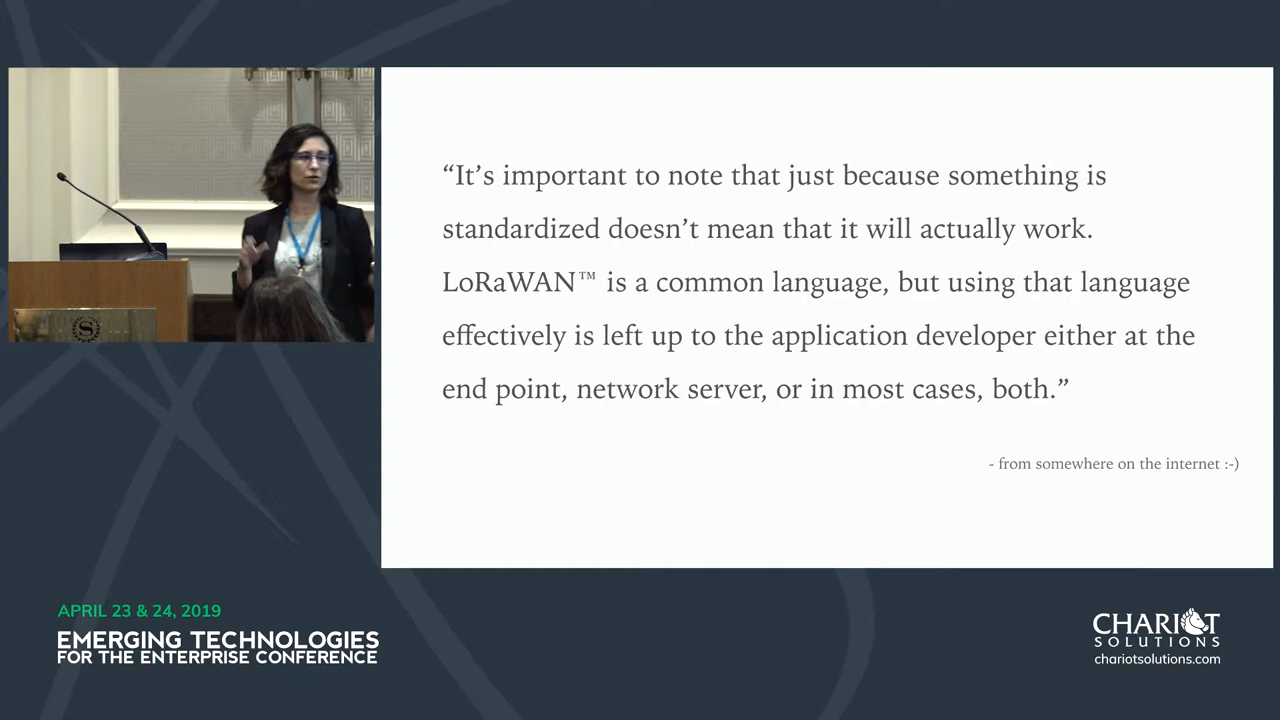 “It’s important to note that just because something is
standardized doesn’t mean that it will actually work.
LoRaWAN™ is a common language, but using that language
effectively is left up to the application developer either at the
end point, network server, or in most cases, both.”
- from somewhere on the internet :-)
APRIL 23 & 24, 2019
EMERGING TECHNOLOGIES
FOR THE ENTERPRISE CONFERENCE
CHARIOT
SOLUTIONS
chariotsolutions.com